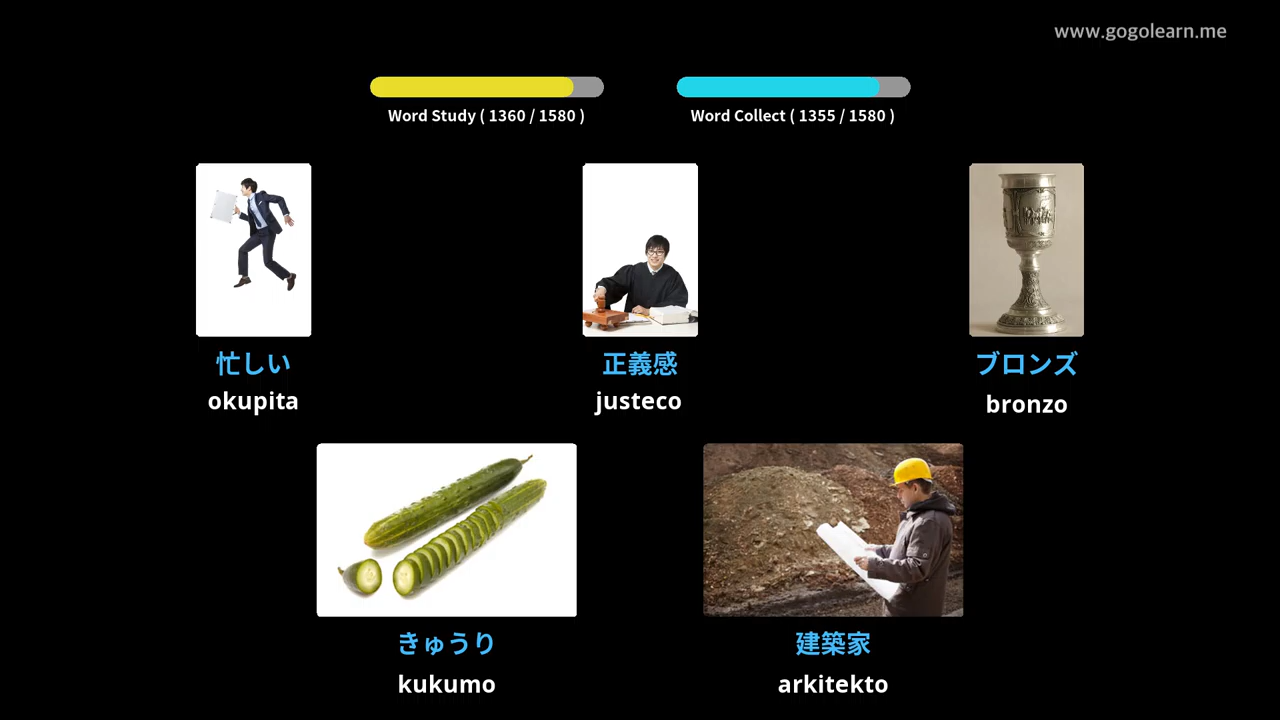 www.gogolearn.me
Word Study ( 1360 / 1580 )
Word Collect ( 1355 / 1580 )
忙しい
okupita
正義感
justeco
ブロンズ
bronzo
きゅうり
kukumo
建築家
arkitekto